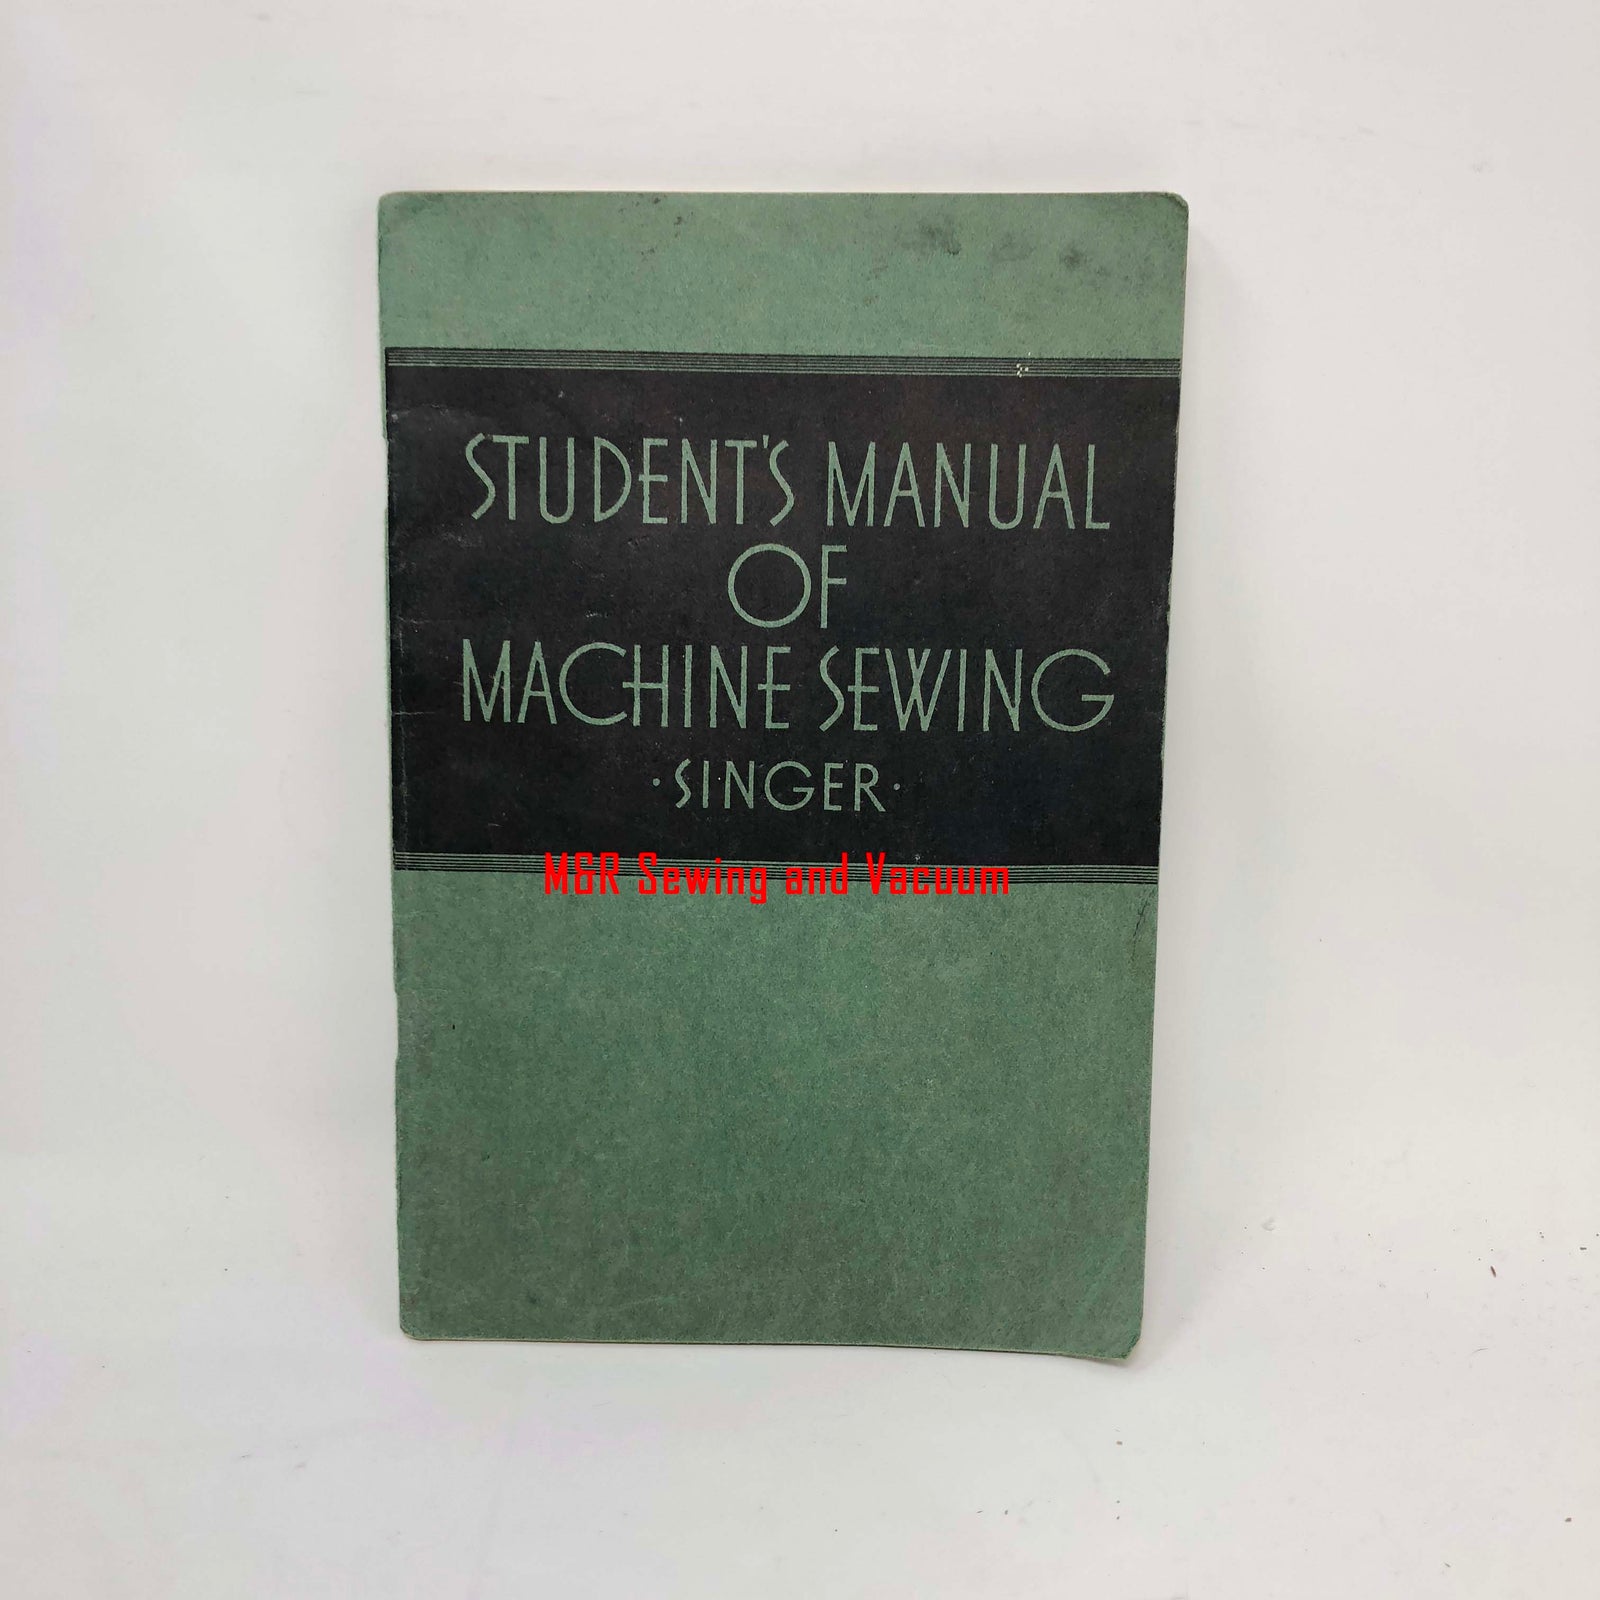 STUDENT'S MANUAL
OF
MACHINE SEWING
·SINGER·
M&R Sewing and Vacuum